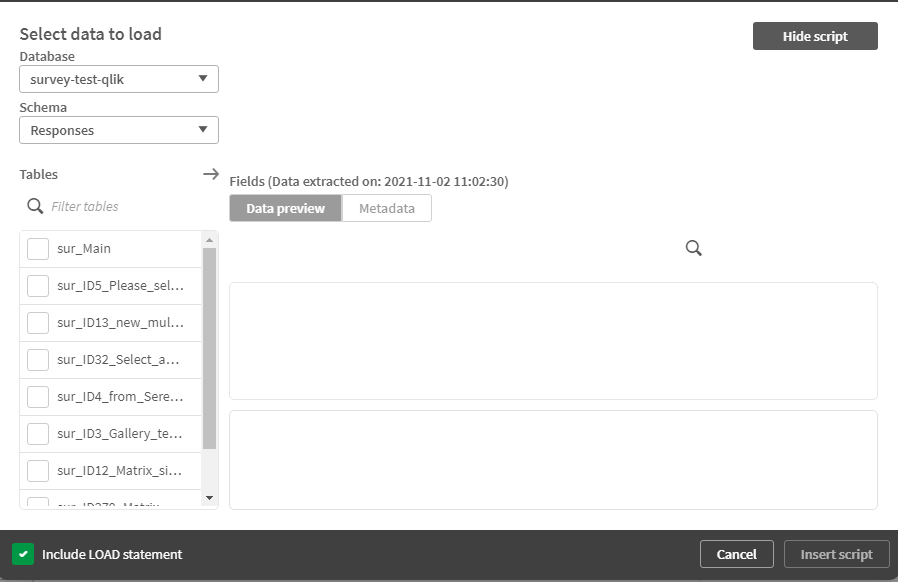 Select data to load
Hide script
Database
survey-test-qlik
Schema
Responses
Tables
Fields (Data extracted on: 2021-11-02 11:02:30)
Filter tables
Data preview
Metadata
sur_Main
sur_ID5_Please_sel...
sur_ID13_new_mul...
sur_ID32_Select_a...
sur_ID4_from_Sere...
sur_ID3_Gallery_te...
sur_ID12_Matrix_si...
Include LOAD statement
Cancel
Insert script